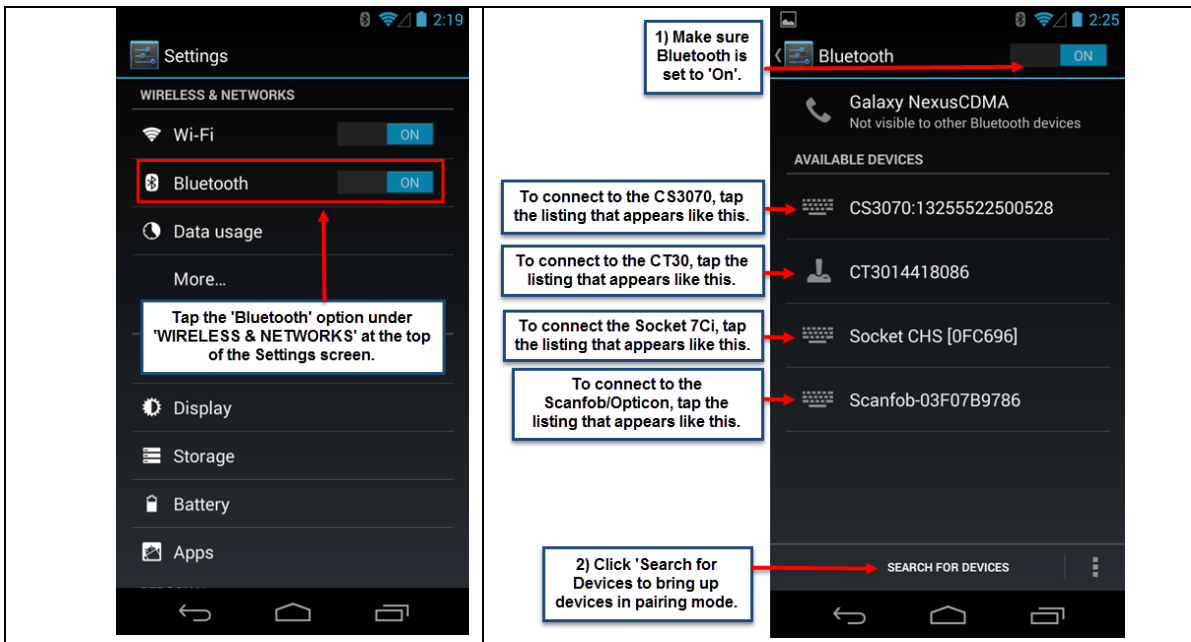 2:19
Settings
WIRELESS & NETWORKS
Wi-Fi
ON
Bluetooth
ON
Data usage
More...
Tap the 'Bluetooth' option under
'WIRELESS & NETWORKS' at the top
of the Settings screen.
Display
Storage
Battery
Apps
1) Make sure
Bluetooth is
set to 'On'.
2:25
Bluetooth
ON
Galaxy NexusCDMA
Not visible to other Bluetooth devices
AVAILABLE DEVICES
To connect to the CS3070, tap
the listing that appears like this.
CS3070:13255522500528
To connect to the CT30, tap the
listing that appears like this.
CT3014418086
To connect the Socket 7Ci, tap
the listing that appears like this.
Socket CHS [0FC696]
To connect to the
Scanfob/Opticon, tap the
listing that appears like this.
Scanfob-03F07B9786
2) Click 'Search for
Devices to bring up
devices in pairing mode.
SEARCH FOR DEVICES